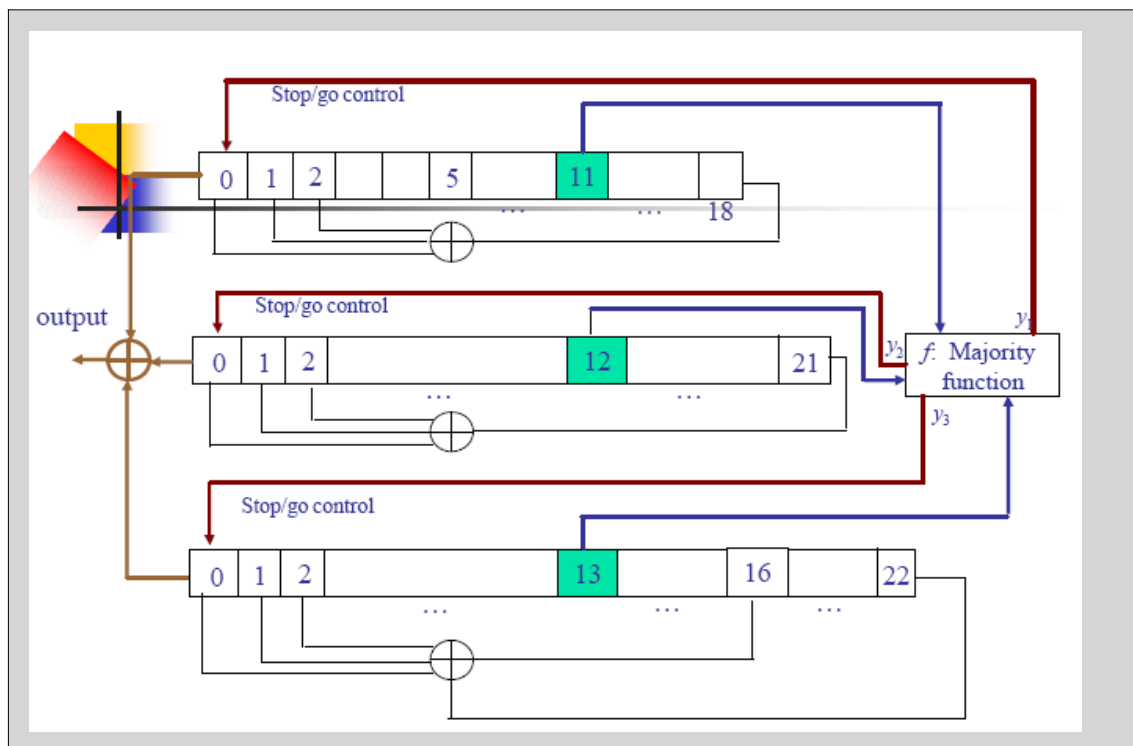 Stop/go control
0 1 2 5 11
... ...
18
Stop/go control
output
y1
0 1 2 12 21
y2
f: Majority
function
... ...
y3
Stop/go control
0 1 2 13 16 22
... ... ...